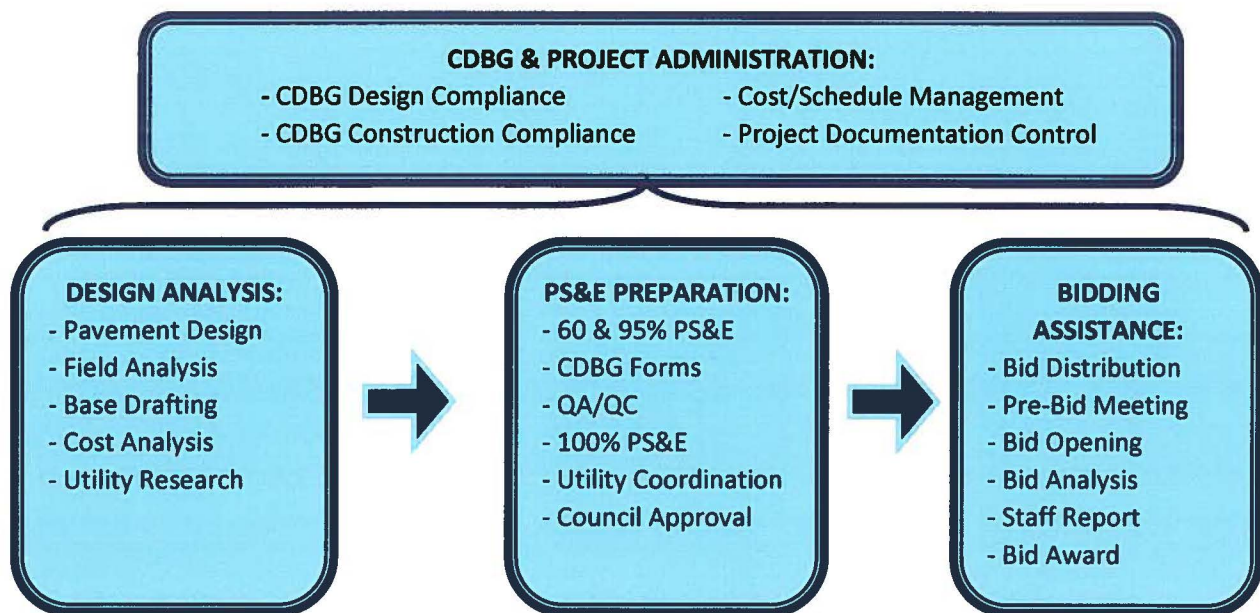 CDBG & PROJECT ADMINISTRATION:
- CDBG Design Compliance
- Cost/Schedule Management
- CDBG Construction Compliance
- Project Documentation Control
DESIGN ANALYSIS:
- Pavement Design
- Field Analysis
- Base Drafting
- Cost Analysis
- Utility Research
PS&E PREPARATION:
- 60 & 95% PS&E
- CDBG Forms
- QA/QC
- 100% PS&E
- Utility Coordination
- Council Approval
BIDDING
ASSISTANCE:
- Bid Distribution
- Pre-Bid Meeting
- Bid Opening
- Bid Analysis
- Staff Report
- Bid Award